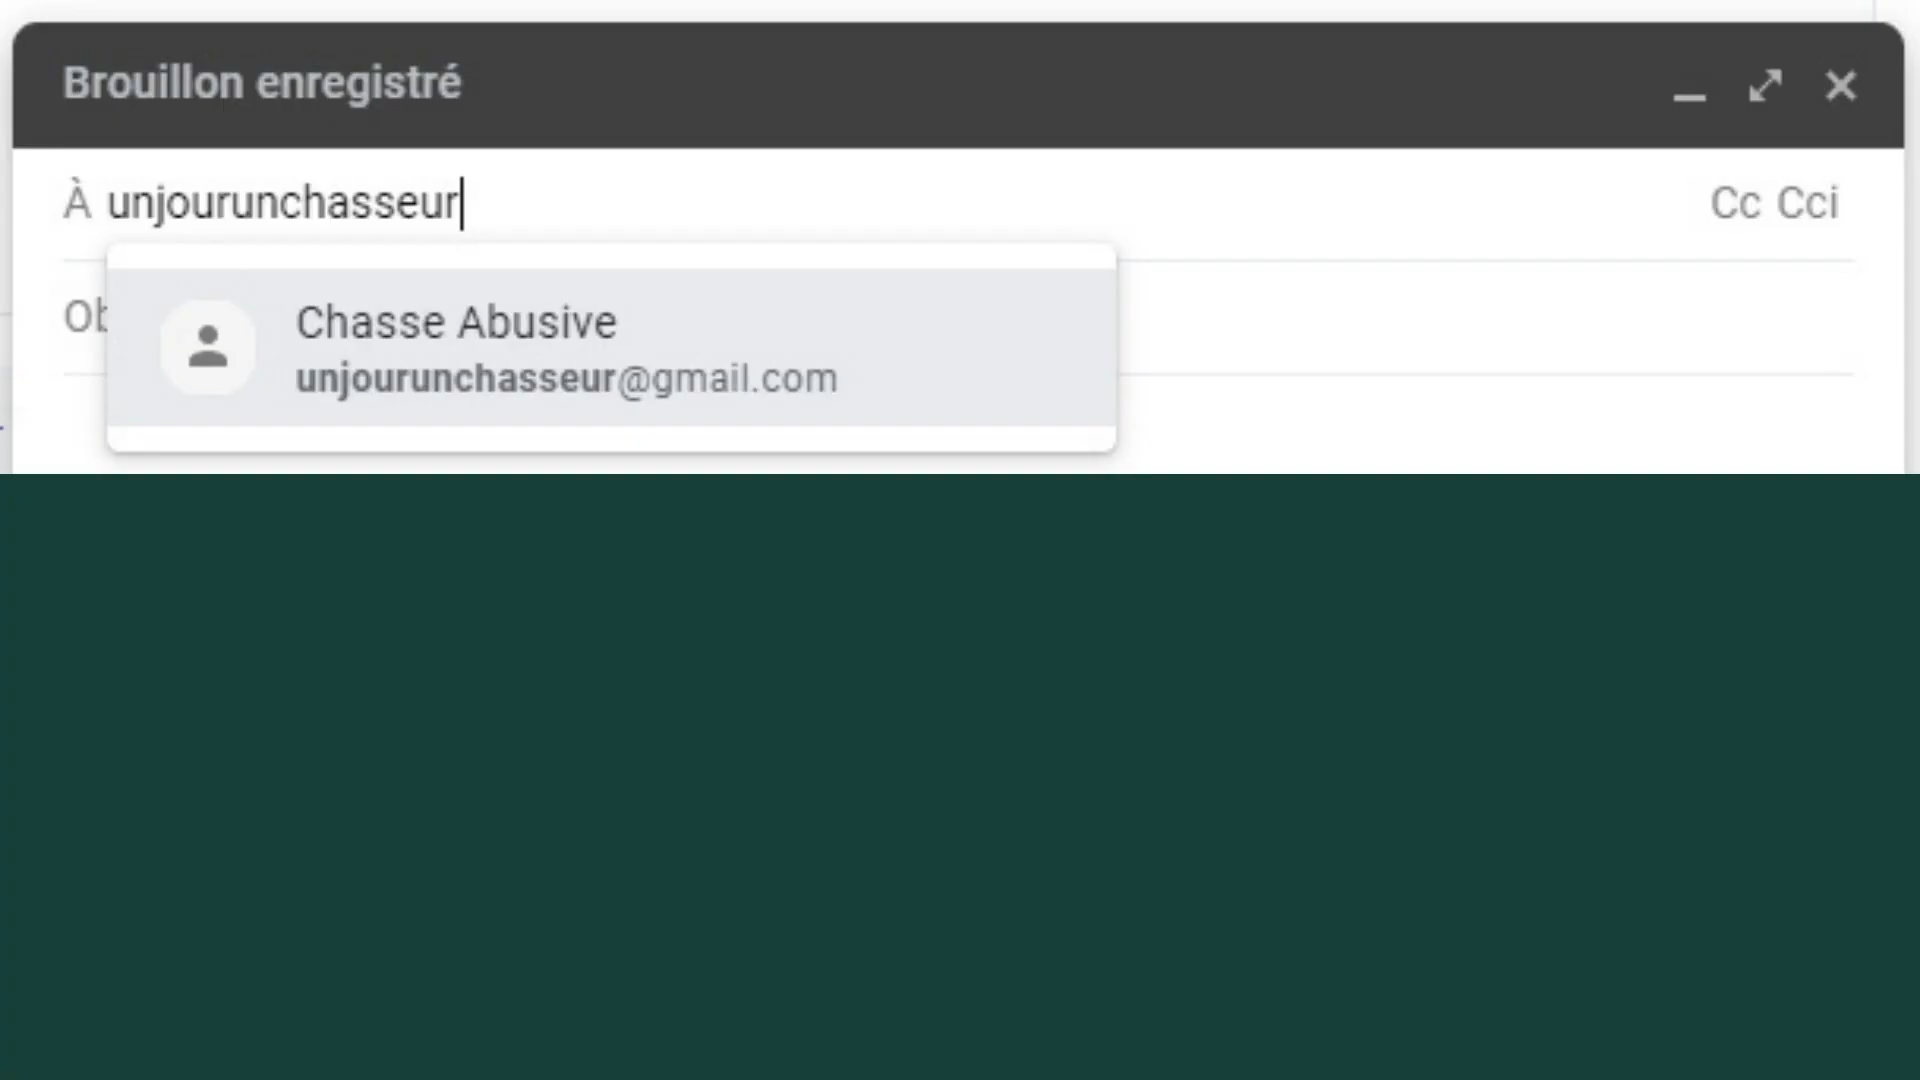 Brouillon enregistré
À unjourunchasseur Cc Cci
Chasse Abusive
unjourunchasseur@gmail.com